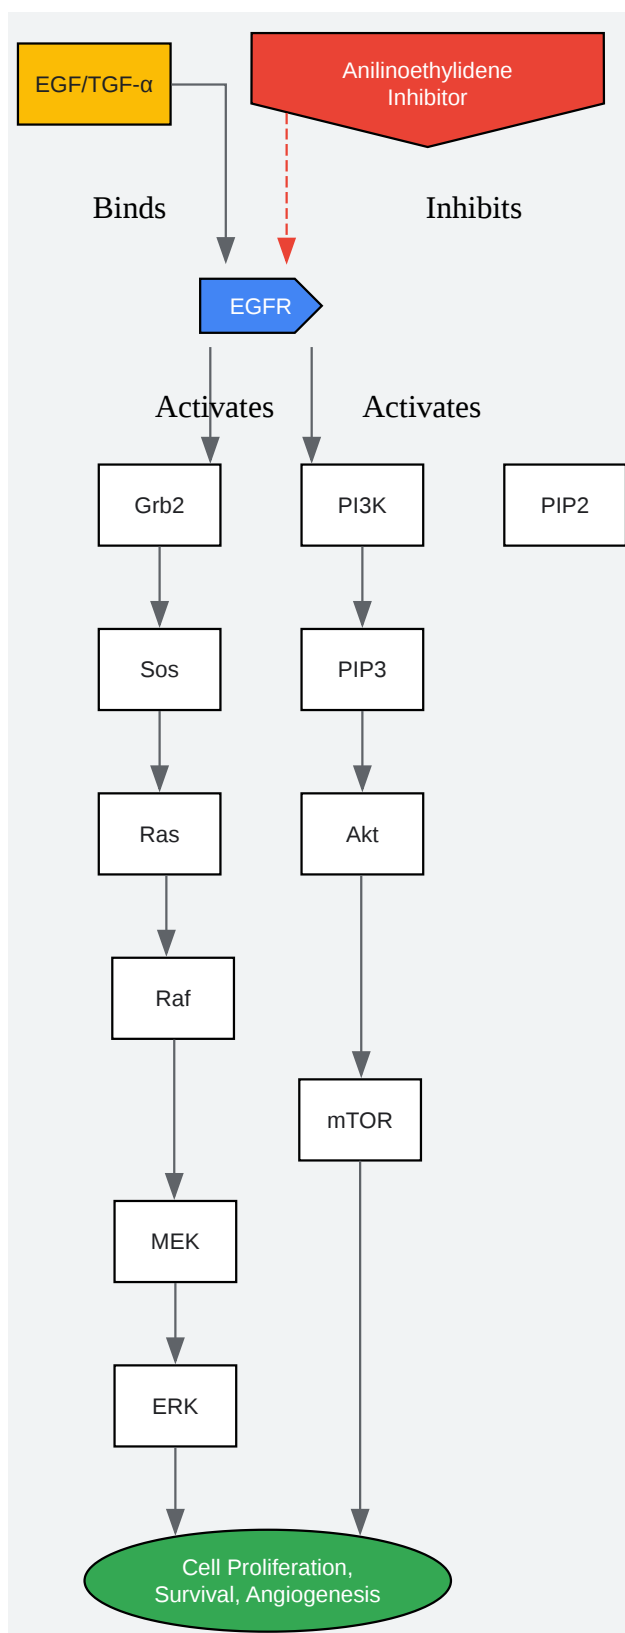 EGF/TGF-α
Anilinoethylidene
Inhibitor
Binds
Inhibits
EGFR
Activates
Activates
Grb2
PI3K
PIP2
Sos
PIP3
Ras
Akt
Raf
mTOR
MEK
ERK
Cell Proliferation,
Survival, Angiogenesis